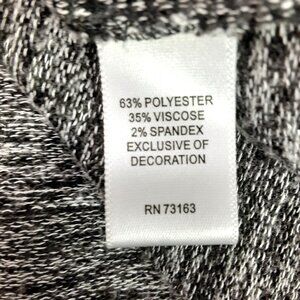 63% POLYESTER
35% VISCOSE
2% SPANDEX
EXCLUSIVE OF
DECORATION
RN 73163